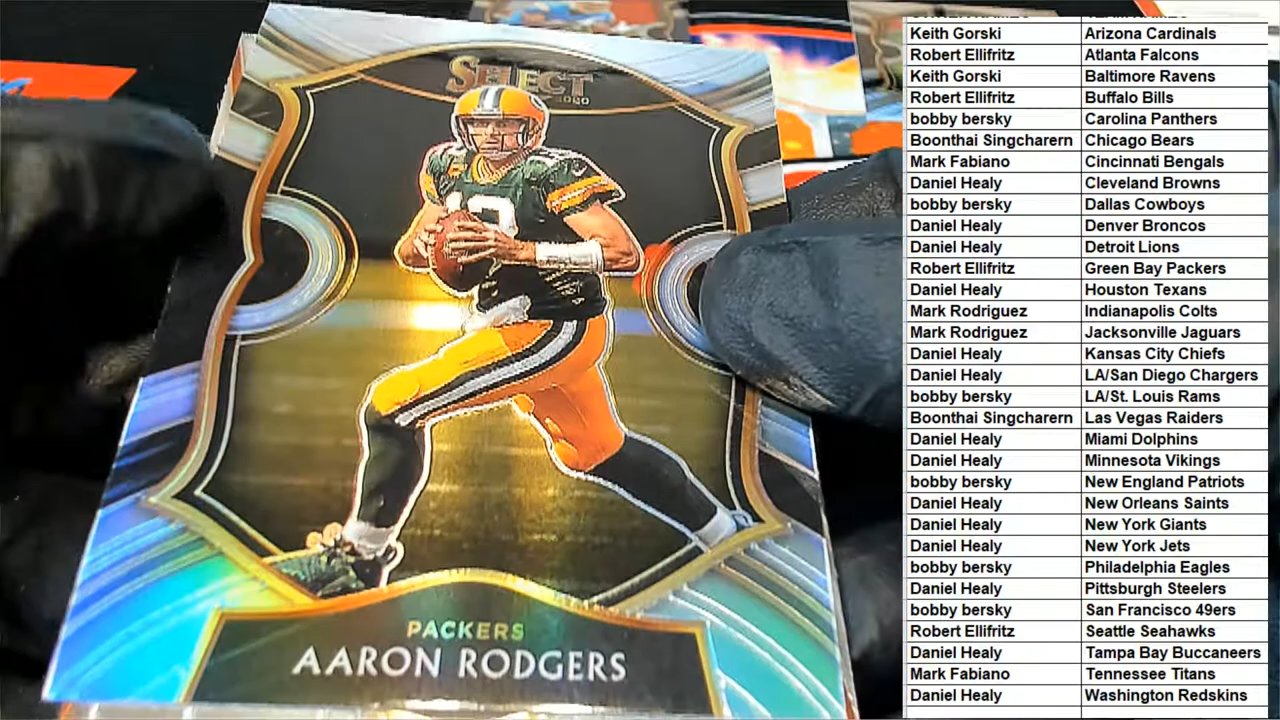 SELECT
2020
12
PACKERS
AARON RODGERS
OWNER NAMES TEAM NAMES
Keith Gorski Arizona Cardinals
Robert Ellifritz Atlanta Falcons
Keith Gorski Baltimore Ravens
Robert Ellifritz Buffalo Bills
bobby bersky Carolina Panthers
Boonthai Singcharern Chicago Bears
Mark Fabiano Cincinnati Bengals
Daniel Healy Cleveland Browns
bobby bersky Dallas Cowboys
Daniel Healy Denver Broncos
Daniel Healy Detroit Lions
Robert Ellifritz Green Bay Packers
Daniel Healy Houston Texans
Mark Rodriguez Indianapolis Colts
Mark Rodriguez Jacksonville Jaguars
Daniel Healy Kansas City Chiefs
Daniel Healy LA/San Diego Chargers
bobby bersky LA/St. Louis Rams
Boonthai Singcharern Las Vegas Raiders
Daniel Healy Miami Dolphins
Daniel Healy Minnesota Vikings
bobby bersky New England Patriots
Daniel Healy New Orleans Saints
Daniel Healy New York Giants
Daniel Healy New York Jets
bobby bersky Philadelphia Eagles
Daniel Healy Pittsburgh Steelers
bobby bersky San Francisco 49ers
Robert Ellifritz Seattle Seahawks
Daniel Healy Tampa Bay Buccaneers
Mark Fabiano Tennessee Titans
Daniel Healy Washington Redskins